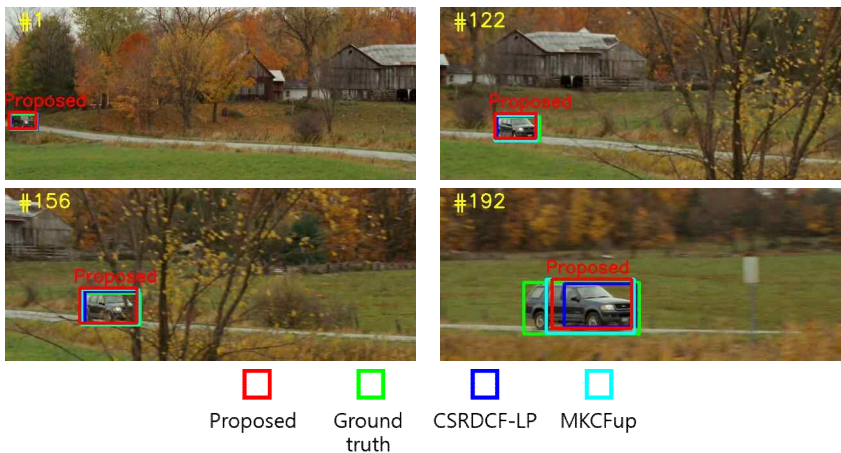 #1
Proposed
#122
Proposed
#156
Proposed
#192
Proposed
Proposed
Ground
truth
CSRDCF-LP
MKCFup